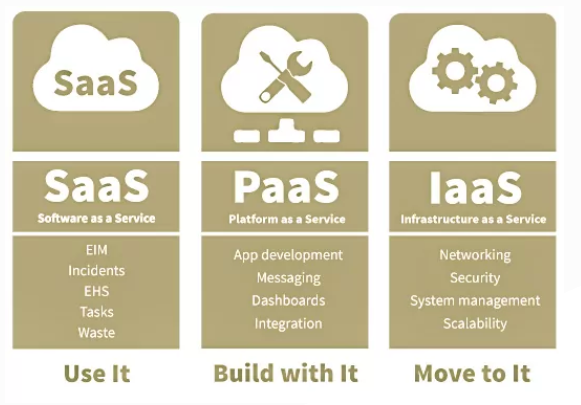 SaaS
SaaS
Software as a Service
EIM
Incidents
EHS
Tasks
Waste
Use It
PaaS
Platform as a Service
App development
Messaging
Dashboards
Integration
Build with It
IaaS
Infrastructure as a Service
Networking
Security
System management
Scalability
Move to It